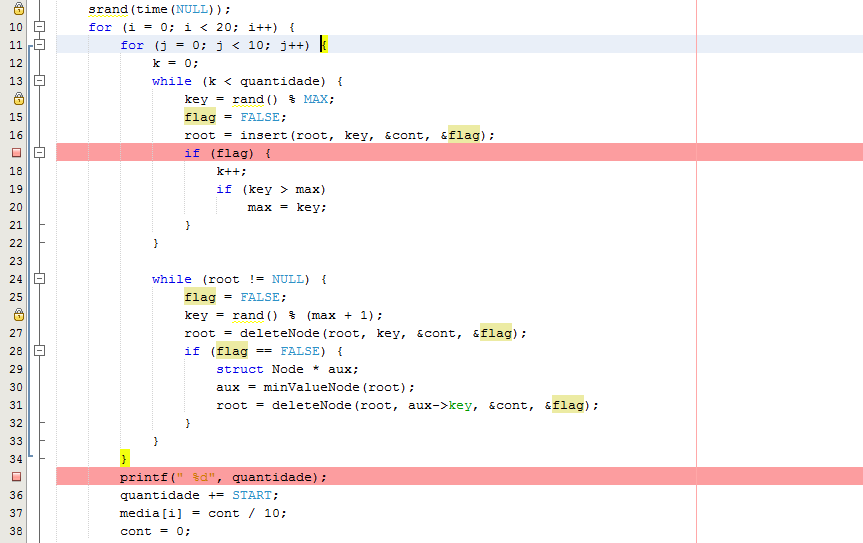 srand(time(NULL));
10 for (i = 0; i < 20; i++) {
11 for (j = 0; j < 10; j++) {
12 k = 0;
13 while (k < quantidade) {
key = rand() % MAX;
15 flag = FALSE;
16 root = insert(root, key, &cont, &flag);
if (flag) {
18 k++;
19 if (key > max)
20 max = key;
21 }
22 }
23
24 while (root != NULL) {
25 flag = FALSE;
key = rand() % (max + 1);
27 root = deleteNode(root, key, &cont, &flag);
28 if (flag == FALSE) {
29 struct Node * aux;
30 aux = minValueNode(root);
31 root = deleteNode(root, aux->key, &cont, &flag);
32 }
33 }
34 }
printf(" %d", quantidade);
36 quantidade += START;
37 media[i] = cont / 10;
38 cont = 0;